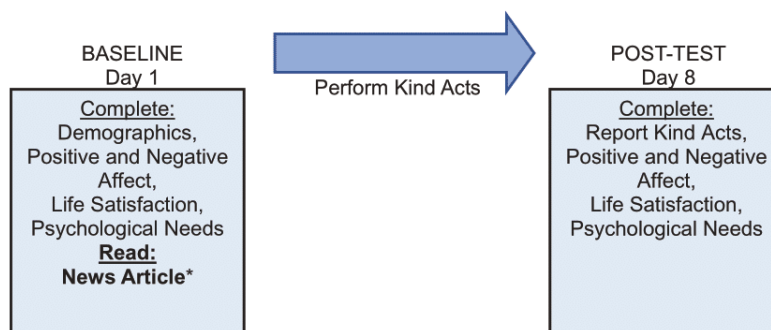 BASELINE
Day 1
Complete:
Demographics,
Positive and Negative
Affect,
Life Satisfaction,
Psychological Needs
Read:
News Article*
Perform Kind Acts
POST-TEST
Day 8
Complete:
Report Kind Acts,
Positive and Negative
Affect,
Life Satisfaction,
Psychological Needs